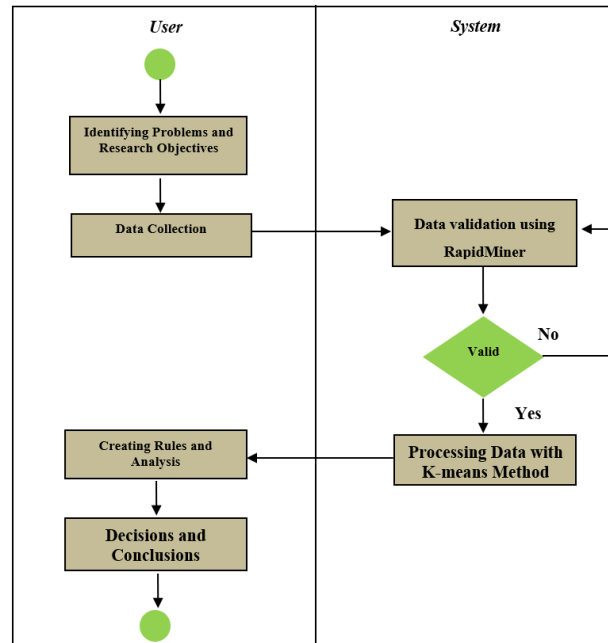 User
System
Identifying Problems and
Research Objectives
Data Collection
Data validation using
RapidMiner
Valid
No
Yes
Processing Data with
K-means Method
Creating Rules and
Analysis
Decisions and
Conclusions